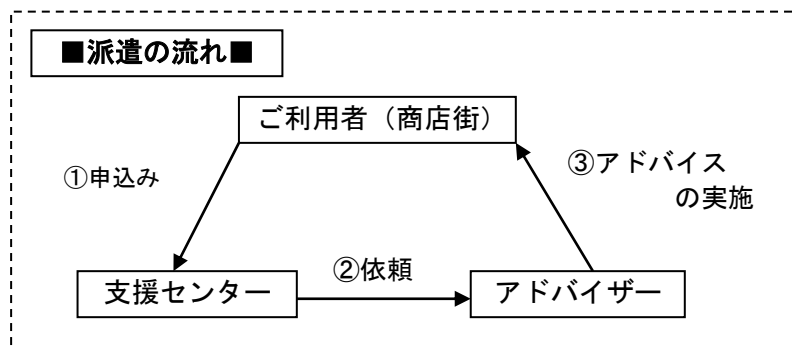 ■派遣の流れ■
ご利用者（商店街）
①申込み
③アドバイス
の実施
②依頼
支援センター
アドバイザー